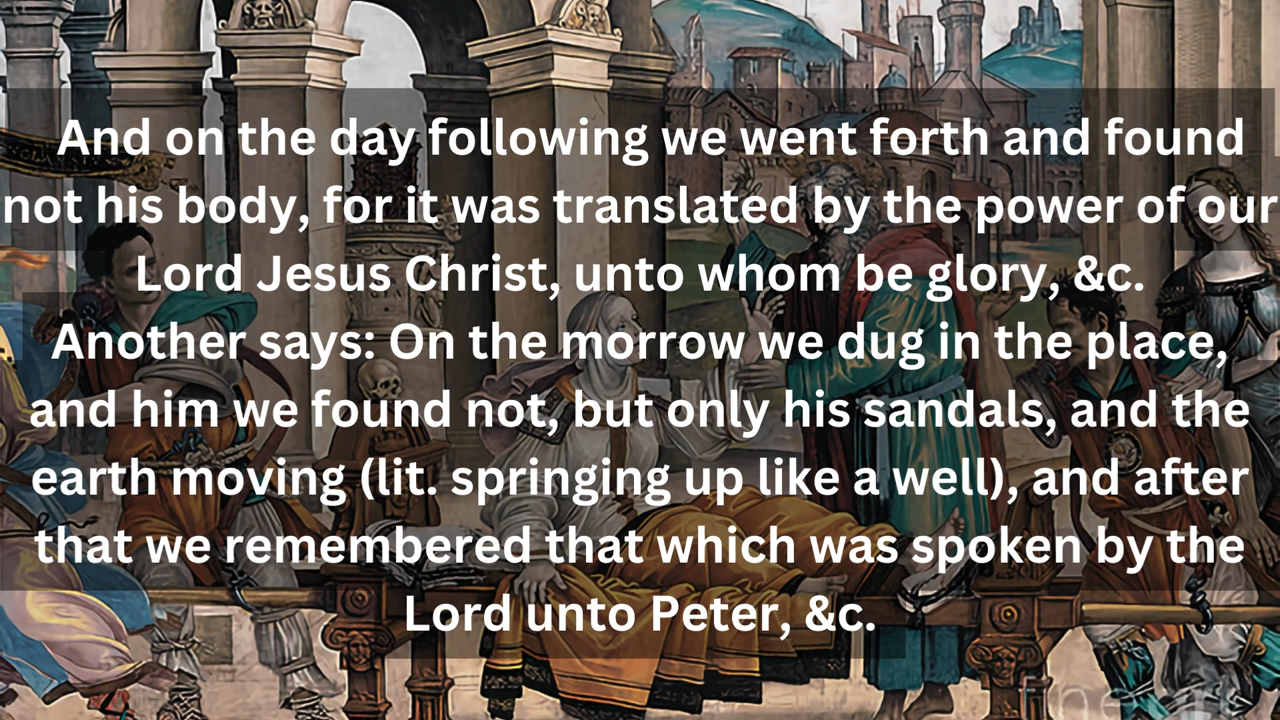 And on the day following we went forth and found
not his body, for it was translated by the power of our
Lord Jesus Christ, unto whom be glory, &c.
Another says: On the morrow we dug in the place,
and him we found not, but only his sandals, and the
earth moving (lit. springing up like a well), and after
that we remembered that which was spoken by the
Lord unto Peter, &c.